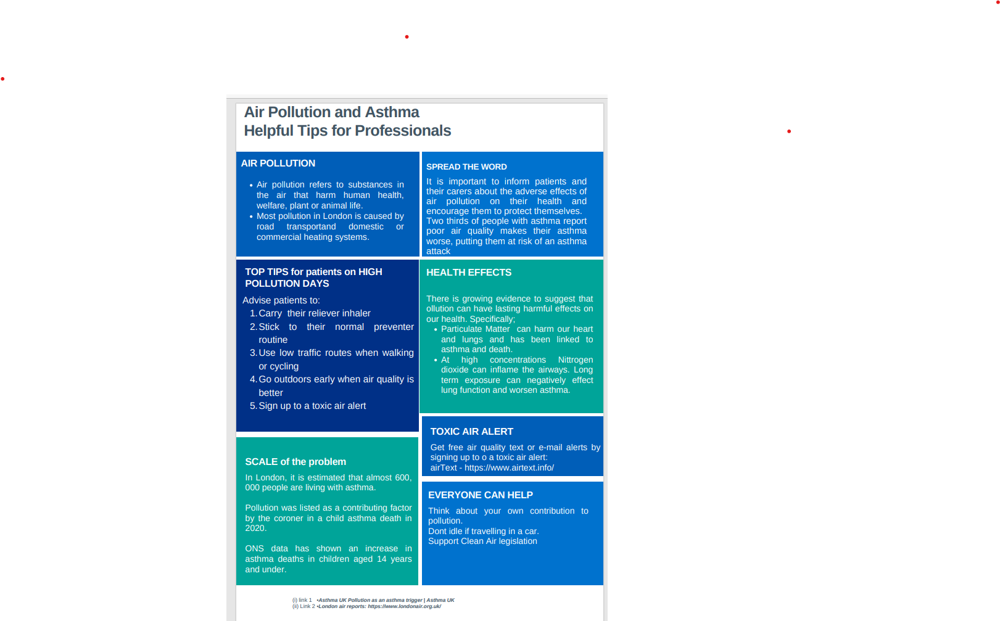 Air Pollution and Asthma
Helpful Tips for Professionals
AIR POLLUTION
• Air pollution refers to substances in
the air that harm human health,
welfare, plant or animal life.
• Most pollution in London is caused by
road transportand domestic or
commercial heating systems.
SPREAD THE WORD
It is important to inform patients and
their carers about the adverse effects of
air pollution on their health and
encourage them to protect themselves.
Two thirds of people with asthma report
poor air quality makes their asthma
worse, putting them at risk of an asthma
attack
TOP TIPS for patients on HIGH
POLLUTION DAYS
Advise patients to:
1. Carry their reliever inhaler
2. Stick to their normal preventer
routine
3. Use low traffic routes when walking
or cycling
4. Go outdoors early when air quality is
better
5. Sign up to a toxic air alert
HEALTH EFFECTS
There is growing evidence to suggest that
ollution can have lasting harmful effects on
our health. Specifically;
• Particulate Matter can harm our heart
and lungs and has been linked to
asthma and death.
• At high concentrations Nittrogen
dioxide can inflame the airways. Long
term exposure can negatively effect
lung function and worsen asthma.
TOXIC AIR ALERT
Get free air quality text or e-mail alerts by
signing up to o a toxic air alert:
airText - https://www.airtext.info/
SCALE of the problem
In London, it is estimated that almost 600,
000 people are living with asthma.
Pollution was listed as a contributing factor
by the coroner in a child asthma death in
2020.
ONS data has shown an increase in
asthma deaths in children aged 14 years
and under.
EVERYONE CAN HELP
Think about your own contribution to
pollution.
Dont idle if travelling in a car.
Support Clean Air legislation
(i) link 1 •Asthma UK Pollution as an asthma trigger | Asthma UK
(ii) Link 2 •London air reports: https://www.londonair.org.uk/